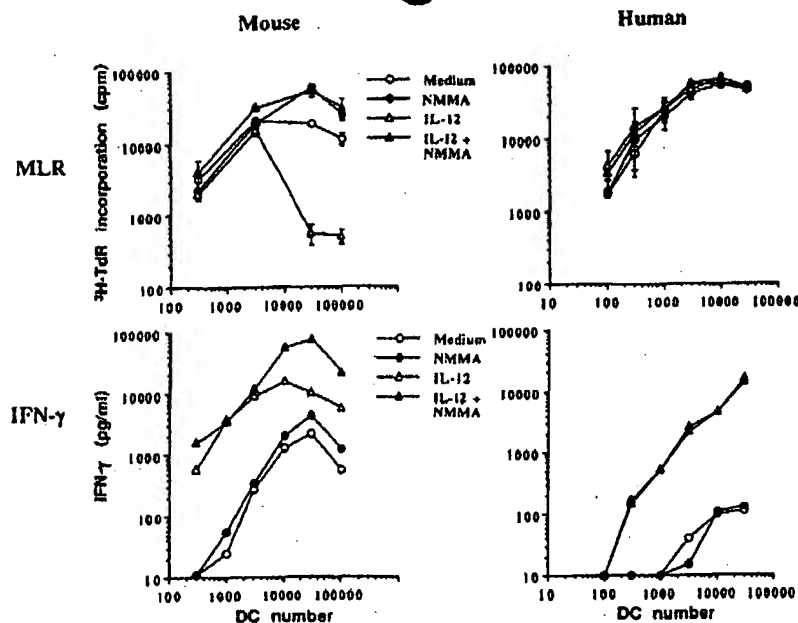 Mouse
Human
MLR
³H-TdR incorporation (cpm)
100000
10000
1000
100
100 1000 10000 100000
Medium
NMMA
IL-12
IL-12 +
NMMA
100000
10000
1000
100
10 100 1000 10000 100000
IFN-γ
IFN-γ (pg/ml)
100000
10000
1000
100
10
100 1000 10000 100000
DC number
Medium
NMMA
IL-12
IL-12 +
NMMA
100000
10000
1000
100
10
10 100 1000 10000 100000
DC number